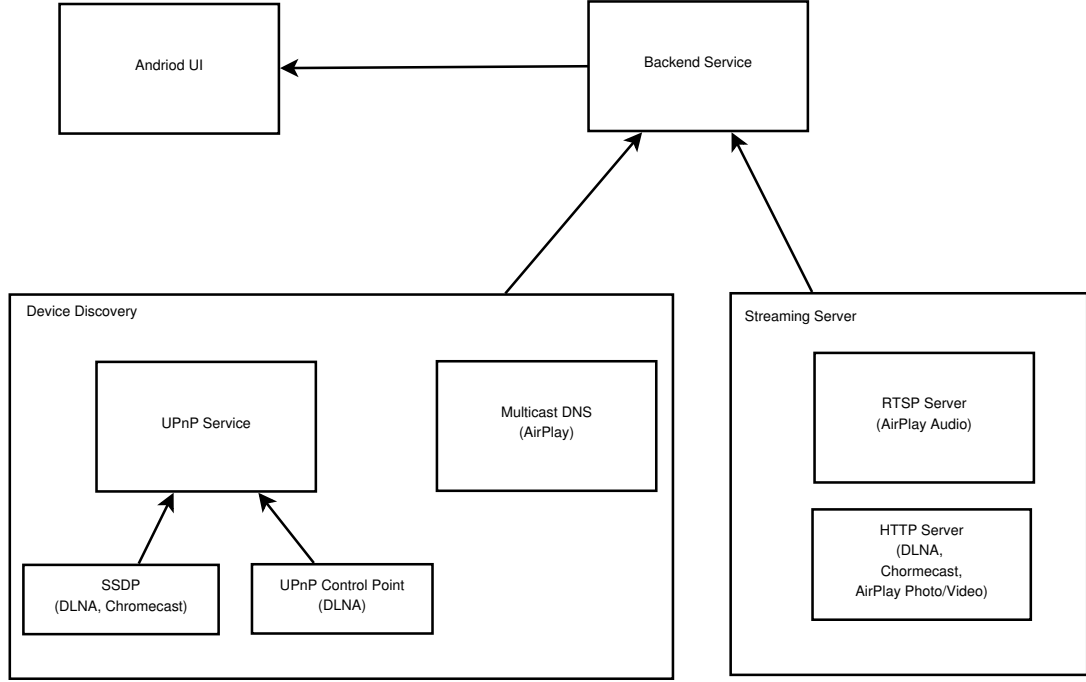 Andriod UI
Backend Service
Device Discovery
UPnP Service
Multicast DNS
(AirPlay)
SSDP
(DLNA, Chromecast)
UPnP Control Point
(DLNA)
Streaming Server
RTSP Server
(AirPlay Audio)
HTTP Server
(DLNA,
Chormecast,
AirPlay Photo/Video)